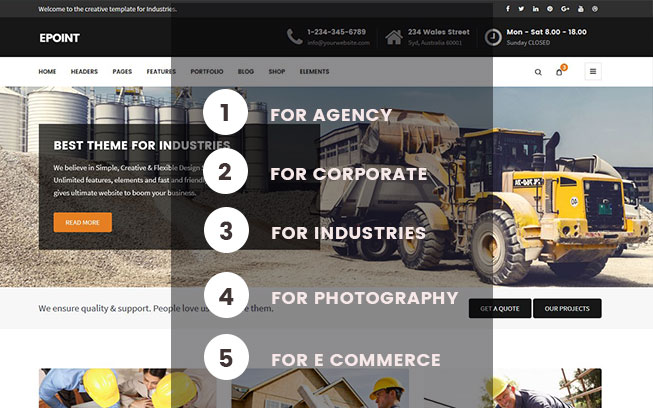 Welcome to the creative template for Industries.
EPOINT
1-234-345-6789
info@yourwebsite.com
234 Wales Street
Syd, Australia 60001
Mon - Sat 8.00 - 18.00
Sunday CLOSED
HOME HEADERS PAGES FEATURES PORTFOLIO BLOG SHOP ELEMENTS
3
1 FOR AGENCY
BEST THEME FOR INDUSTRIES
We believe in Simple, Creative & Flexible Design
Unlimited features, elements and fast and friend
gives ultimate website to boom your business.
READ MORE
2 FOR CORPORATE
3 FOR INDUSTRIES
4 FOR PHOTOGRAPHY
We ensure quality & support. People love us them.
GET A QUOTE
OUR PROJECTS
5 FOR E COMMERCE